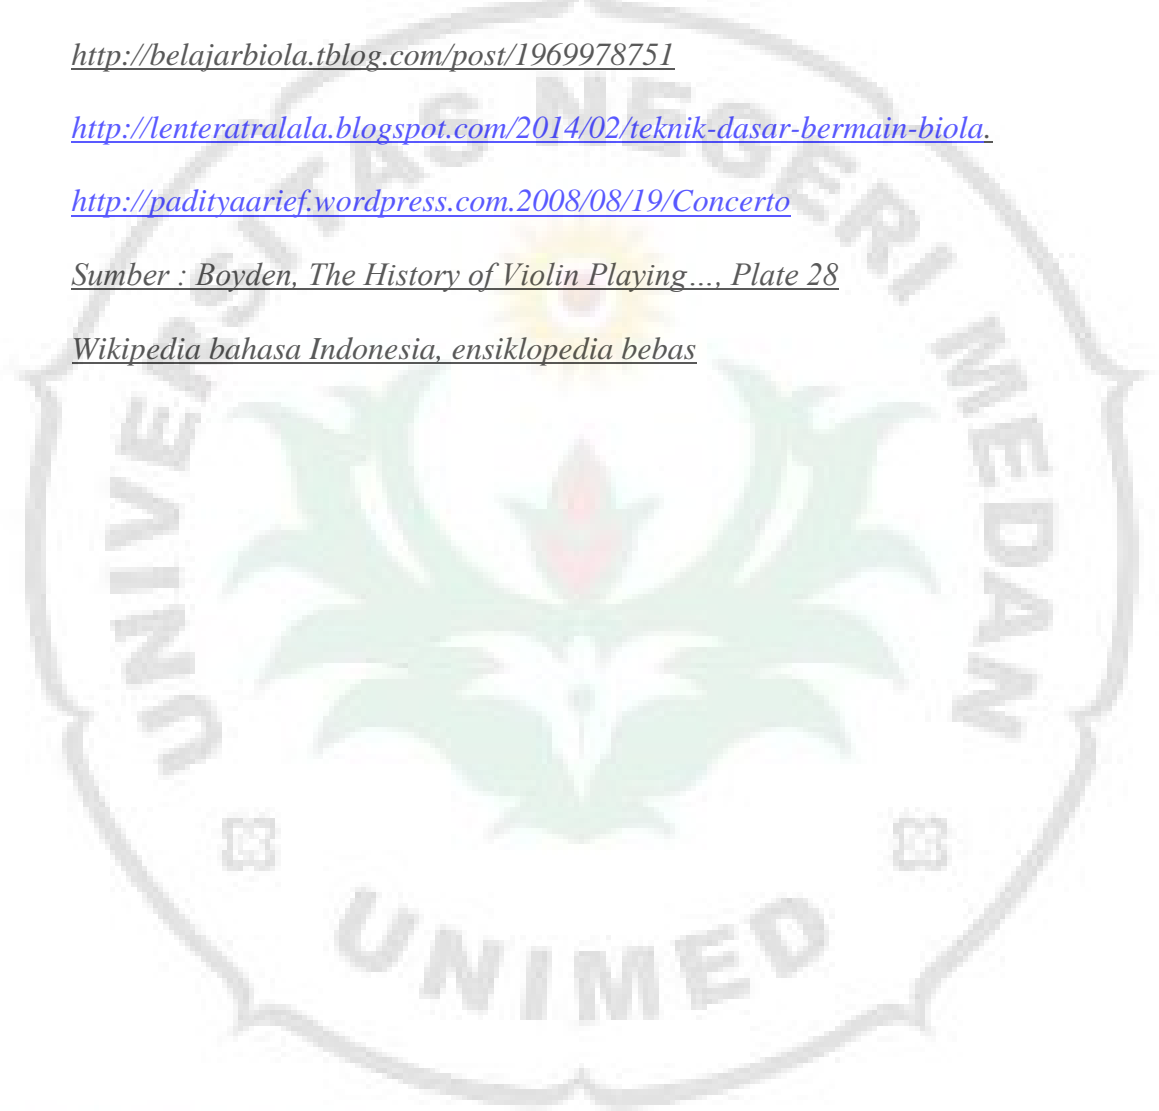 http://belajarbiola.tblog.com/post/1969978751
http://lenteratralala.blogspot.com/2014/02/teknik-dasar-bermain-biola.
http://padityaarief.wordpress.com.2008/08/19/Concerto
Sumber : Boyden, The History of Violin Playing…, Plate 28
Wikipedia bahasa Indonesia, ensiklopedia bebas
UNIVERSITAS NEGERI MEDAN
UNIMED